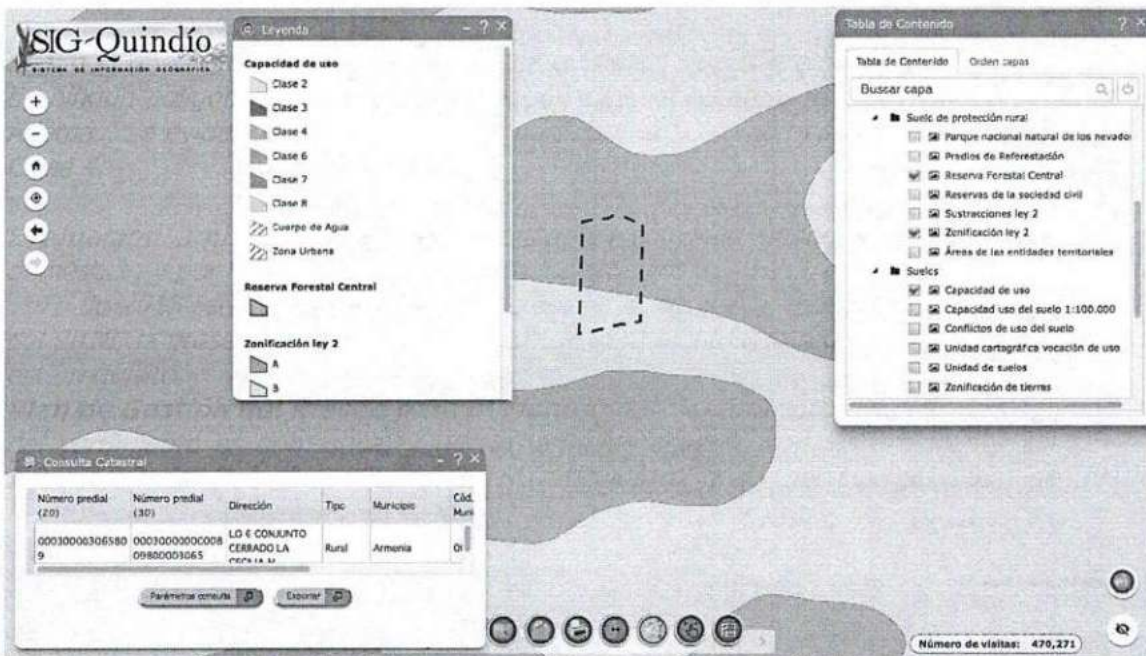 SIG-Quindío
SISTEMA DE INFORMACIÓN GEOGRÁFICA
Leyenda
Capacidad de uso
Clase 2
Clase 3
Clase 4
Clase 6
Clase 7
Clase 8
Cuerpo de Agua
Zona Urbana
Reserva Forestal Central
Zonificación ley 2
A
B
Tabla de Contenido
Tabla de Contenido Orden capas
Buscar capa
Suelo de protección rural
Parque nacional natural de los nevados
Predios de Reforestación
Reserva Forestal Central
Reservas de la sociedad civil
Sustracciones ley 2
Zonificación ley 2
Áreas de las entidades territoriales
Suelos
Capacidad de uso
Capacidad uso del suelo 1:100.000
Conflictos de uso del suelo
Unidad cartográfica vocación de uso
Unidad de suelos
Zonificación de tierras
Consulta Catastral
Número predial (20) Número predial (30) Dirección Tipo Municipio Cód.
LO 6 CONJUNTO
CERRADO LA
Rural Armenia
Parámetros consulta Exportar
Número de visitas: 470,271